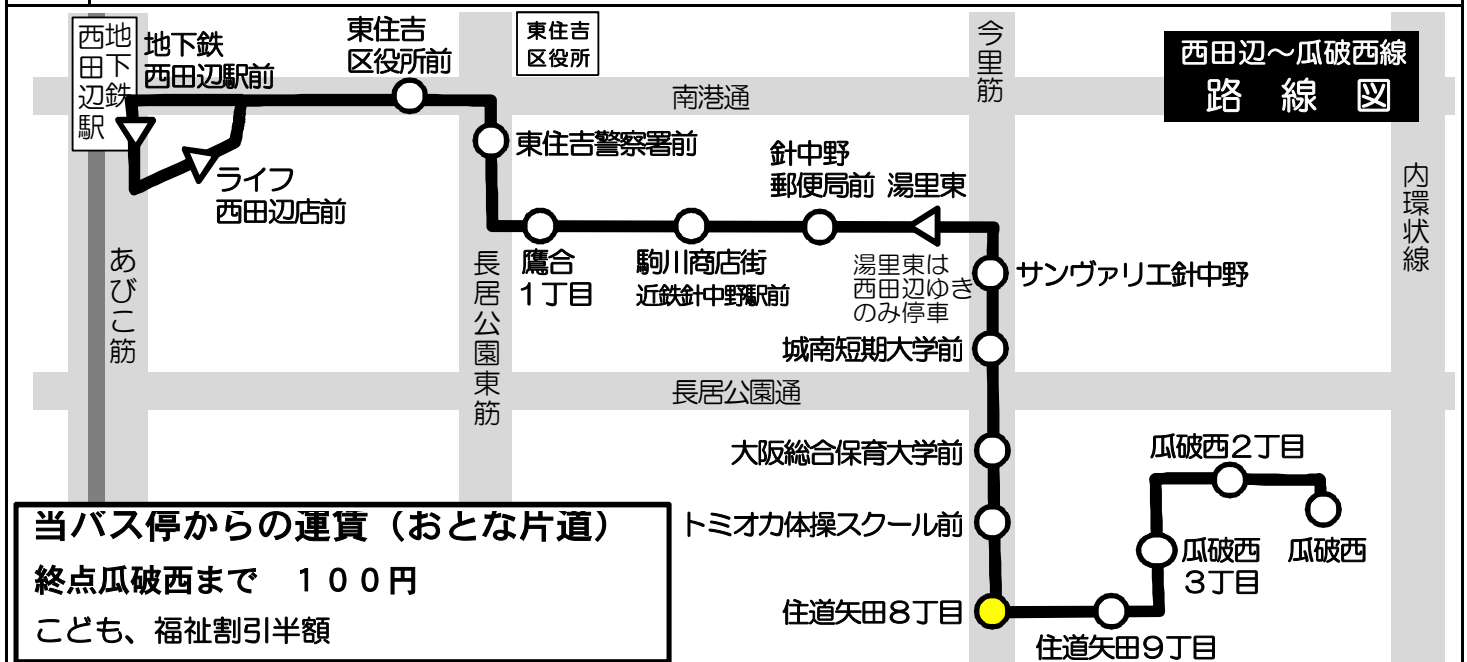 地下鉄
西田辺駅
地下鉄
西田辺駅前
東住吉
区役所前
東住吉
区役所
今里筋
西田辺～瓜破西線
路線図
南港通
東住吉警察署前
針中野
郵便局前
湯里東
ライフ
西田辺店前
内環状線
あびこ筋
長居公園東筋
鷹合
１丁目
駒川商店街
近鉄針中野駅前
湯里東は
西田辺ゆき
のみ停車
サンヴァリエ針中野
城南短期大学前
長居公園通
大阪総合保育大学前
瓜破西２丁目
トミオカ体操スクール前
瓜破西
３丁目
瓜破西
住道矢田８丁目
住道矢田９丁目
当バス停からの運賃（おとな片道）
終点瓜破西まで　１００円
こども、福祉割引半額